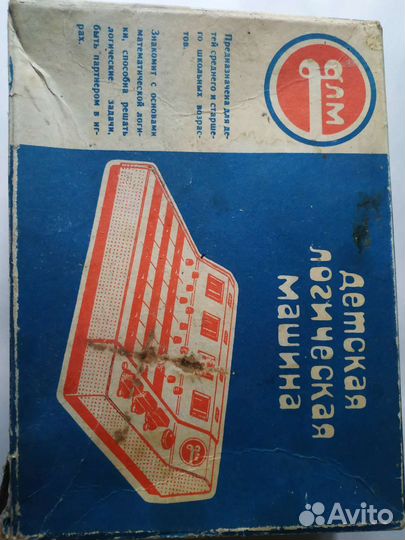 длм
Предназначена для де-
тей среднего и старше-
го школьных возрас-
тов.
Знакомит с основами
математической логи-
ки, способна решать
логические задачи,
быть партнером в иг-
рах.
детская
логическая
машина
длм
Avito